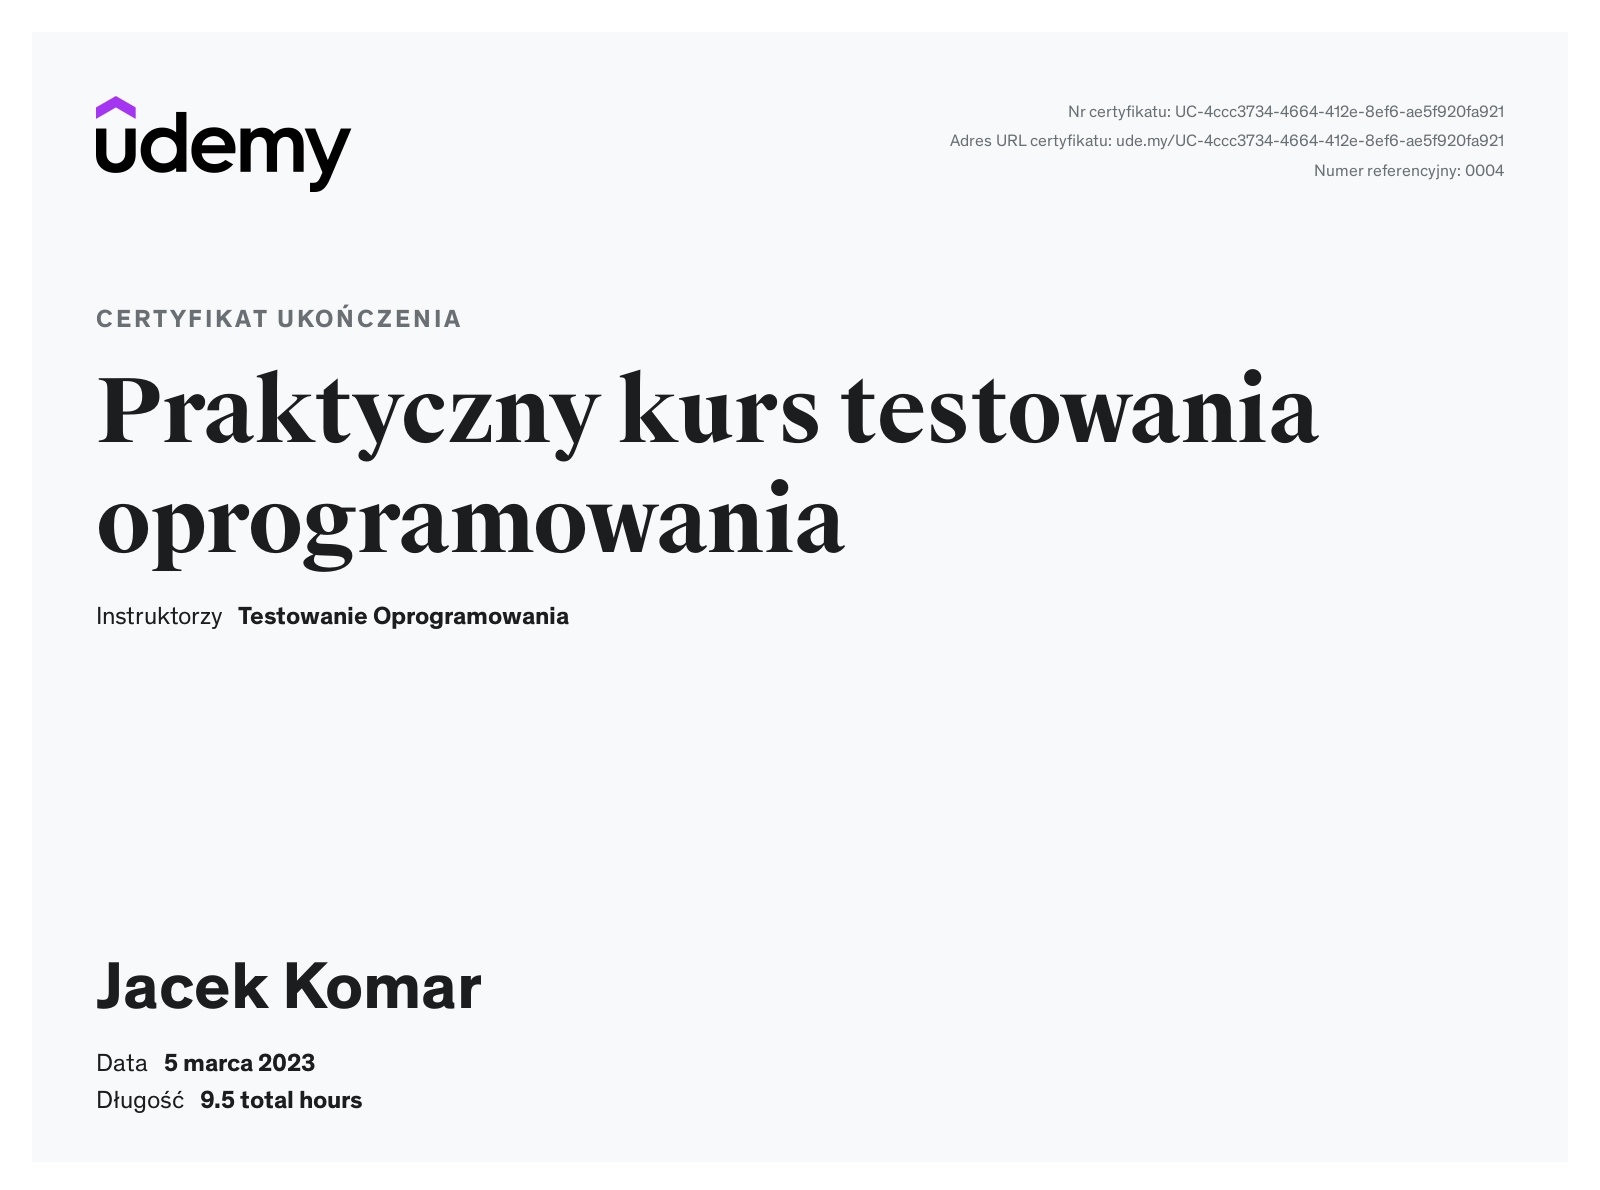 udemy
Nr certyfikatu: UC-4ccc3734-4664-412e-8ef6-ae5f920fa921
Adres URL certyfikatu: ude.my/UC-4ccc3734-4664-412e-8ef6-ae5f920fa921
Numer referencyjny: 0004
CERTYFIKAT UKOŃCZENIA
Praktyczny kurs testowania
oprogramowania
Instruktorzy Testowanie Oprogramowania
Jacek Komar
Data 5 marca 2023
Długość 9.5 total hours